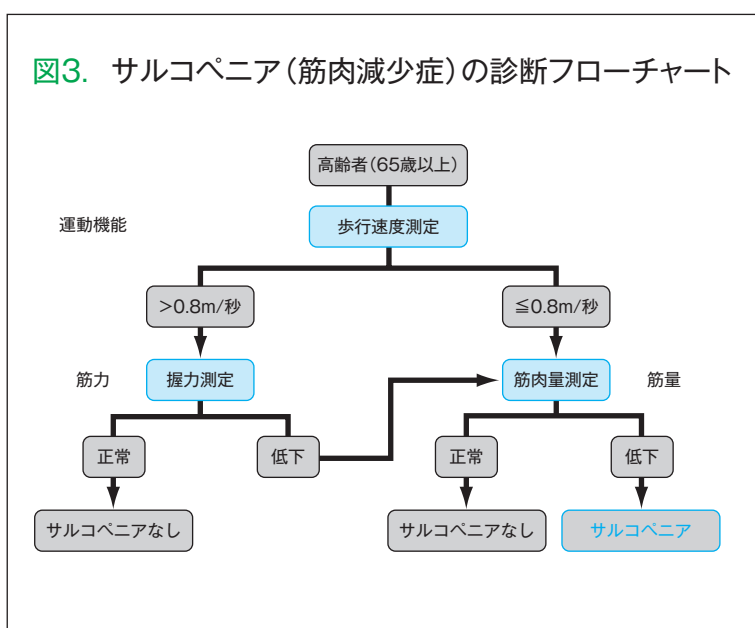 図3. サルコペニア(筋肉減少症)の診断フローチャート
高齢者(65歳以上)
運動機能
歩行速度測定
>0.8m/秒
≦0.8m/秒
筋力
握力測定
筋肉量測定
筋量
正常
低下
正常
低下
サルコペニアなし
サルコペニアなし
サルコペニア